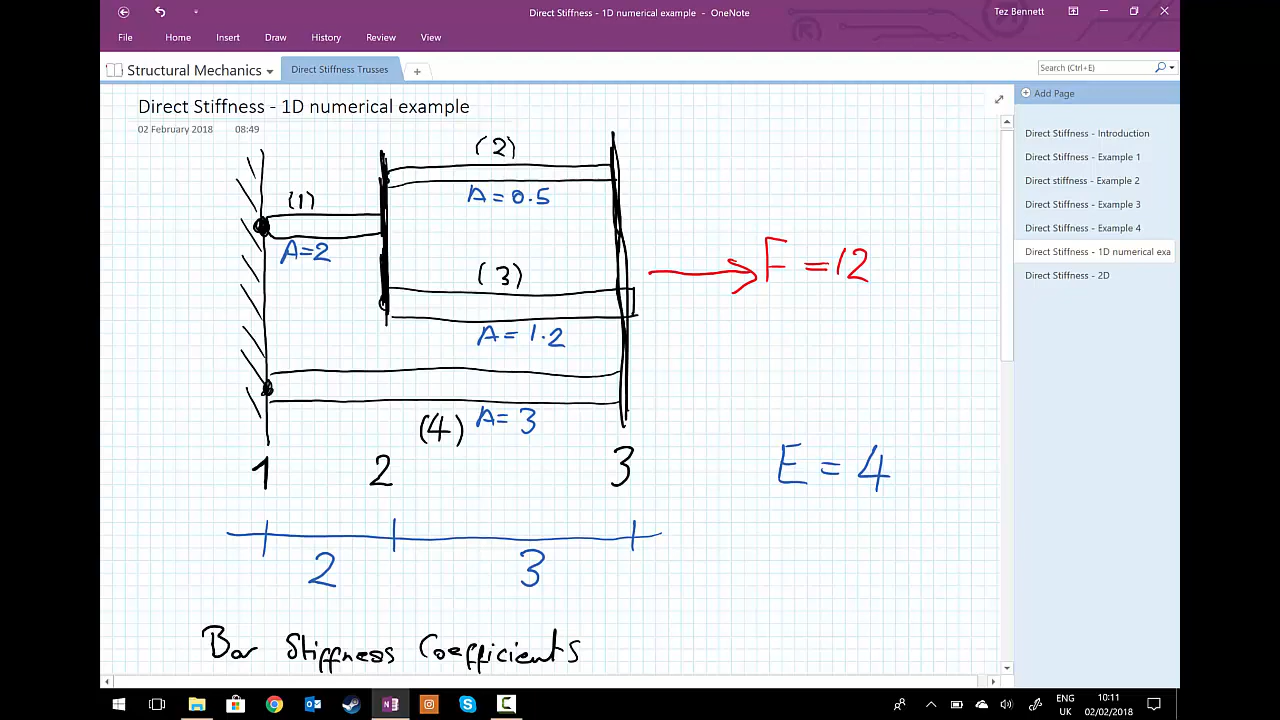 Direct Stiffness - 1D numerical example - OneNote
Tez Bennett
File Home Insert Draw History Review View
Structural Mechanics
Direct Stiffness Trusses
+
Search (Ctrl+E)
Add Page
Direct Stiffness - 1D numerical example
02 February 2018 08:49
Direct Stiffness - Introduction
Direct Stiffness - Example 1
Direct stiffness - Example 2
Direct Stiffness - Example 3
Direct Stiffness - Example 4
Direct Stiffness - 1D numerical exa
Direct Stiffness - 2D
(2)
A=0.5
(1)
A=2
F = 12
(3)
A= 1.2
(4) A= 3
1 2 3
E = 4
2 3
Bar Stiffness Coefficients
ENG
UK
10:11
02/02/2018